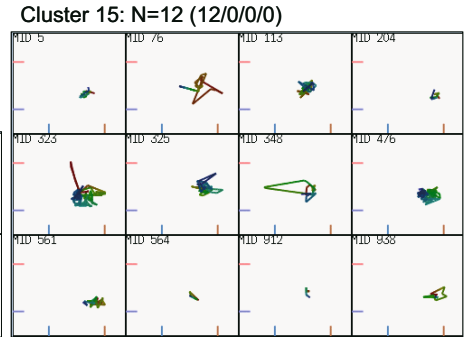 Cluster 15: N=12 (12/0/0/0)
MID 5 MID 76 MID 113 MID 204
MID 323 MID 325 MID 348 MID 476
MID 561 MID 564 MID 912 MID 938